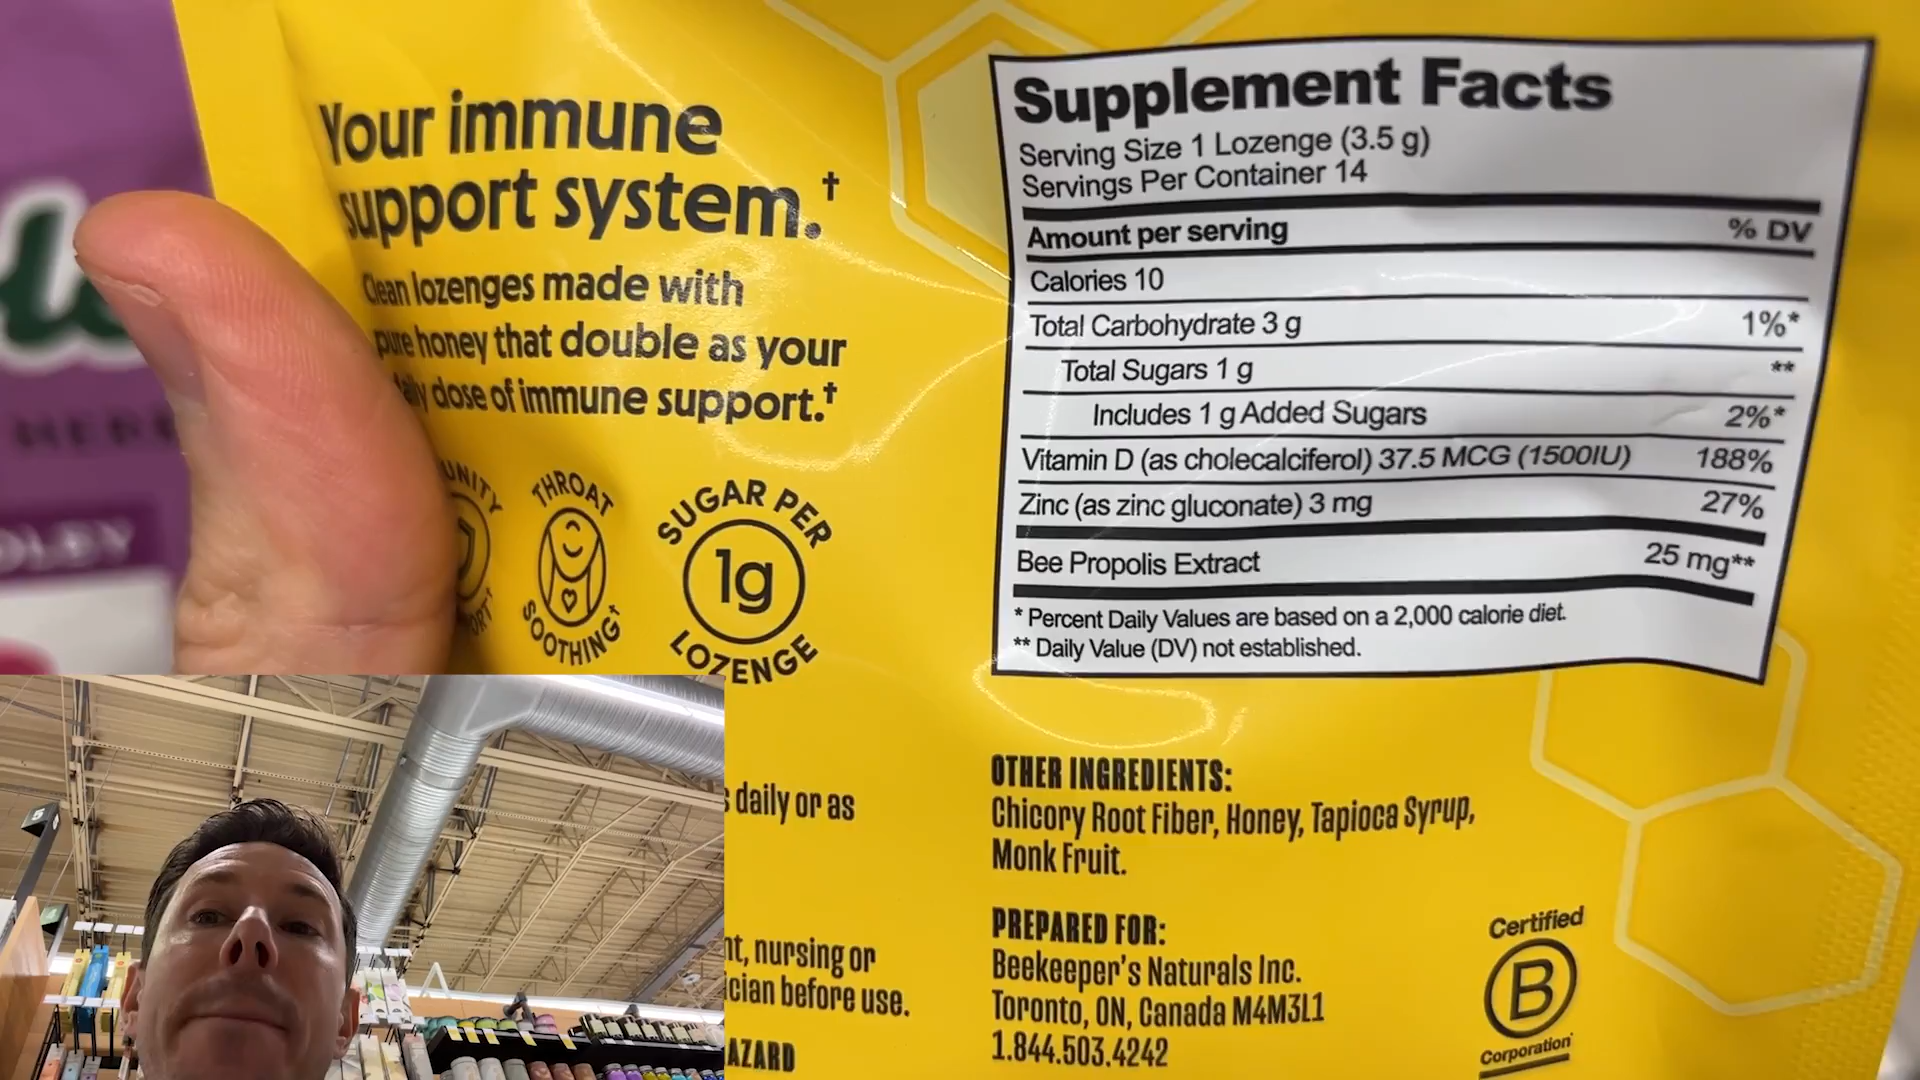 Your immune
support system.†
Clean lozenges made with
pure honey that double as your
daily dose of immune support.†
THROAT
SOOTHING†
SUGAR PER
1g
LOZENGE
daily or as
nursing or
before use.
Supplement Facts
Serving Size 1 Lozenge (3.5 g)
Servings Per Container 14
Amount per serving % DV
Calories 10
Total Carbohydrate 3 g 1%*
Total Sugars 1 g **
Includes 1 g Added Sugars 2%*
Vitamin D (as cholecalciferol) 37.5 MCG (1500IU) 188%
Zinc (as zinc gluconate) 3 mg 27%
Bee Propolis Extract 25 mg**
* Percent Daily Values are based on a 2,000 calorie diet.
** Daily Value (DV) not established.
OTHER INGREDIENTS:
Chicory Root Fiber, Honey, Tapioca Syrup,
Monk Fruit.
PREPARED FOR:
Beekeeper's Naturals Inc.
Toronto, ON, Canada M4M3L1
1.844.503.4242
Certified
B
Corporation
5